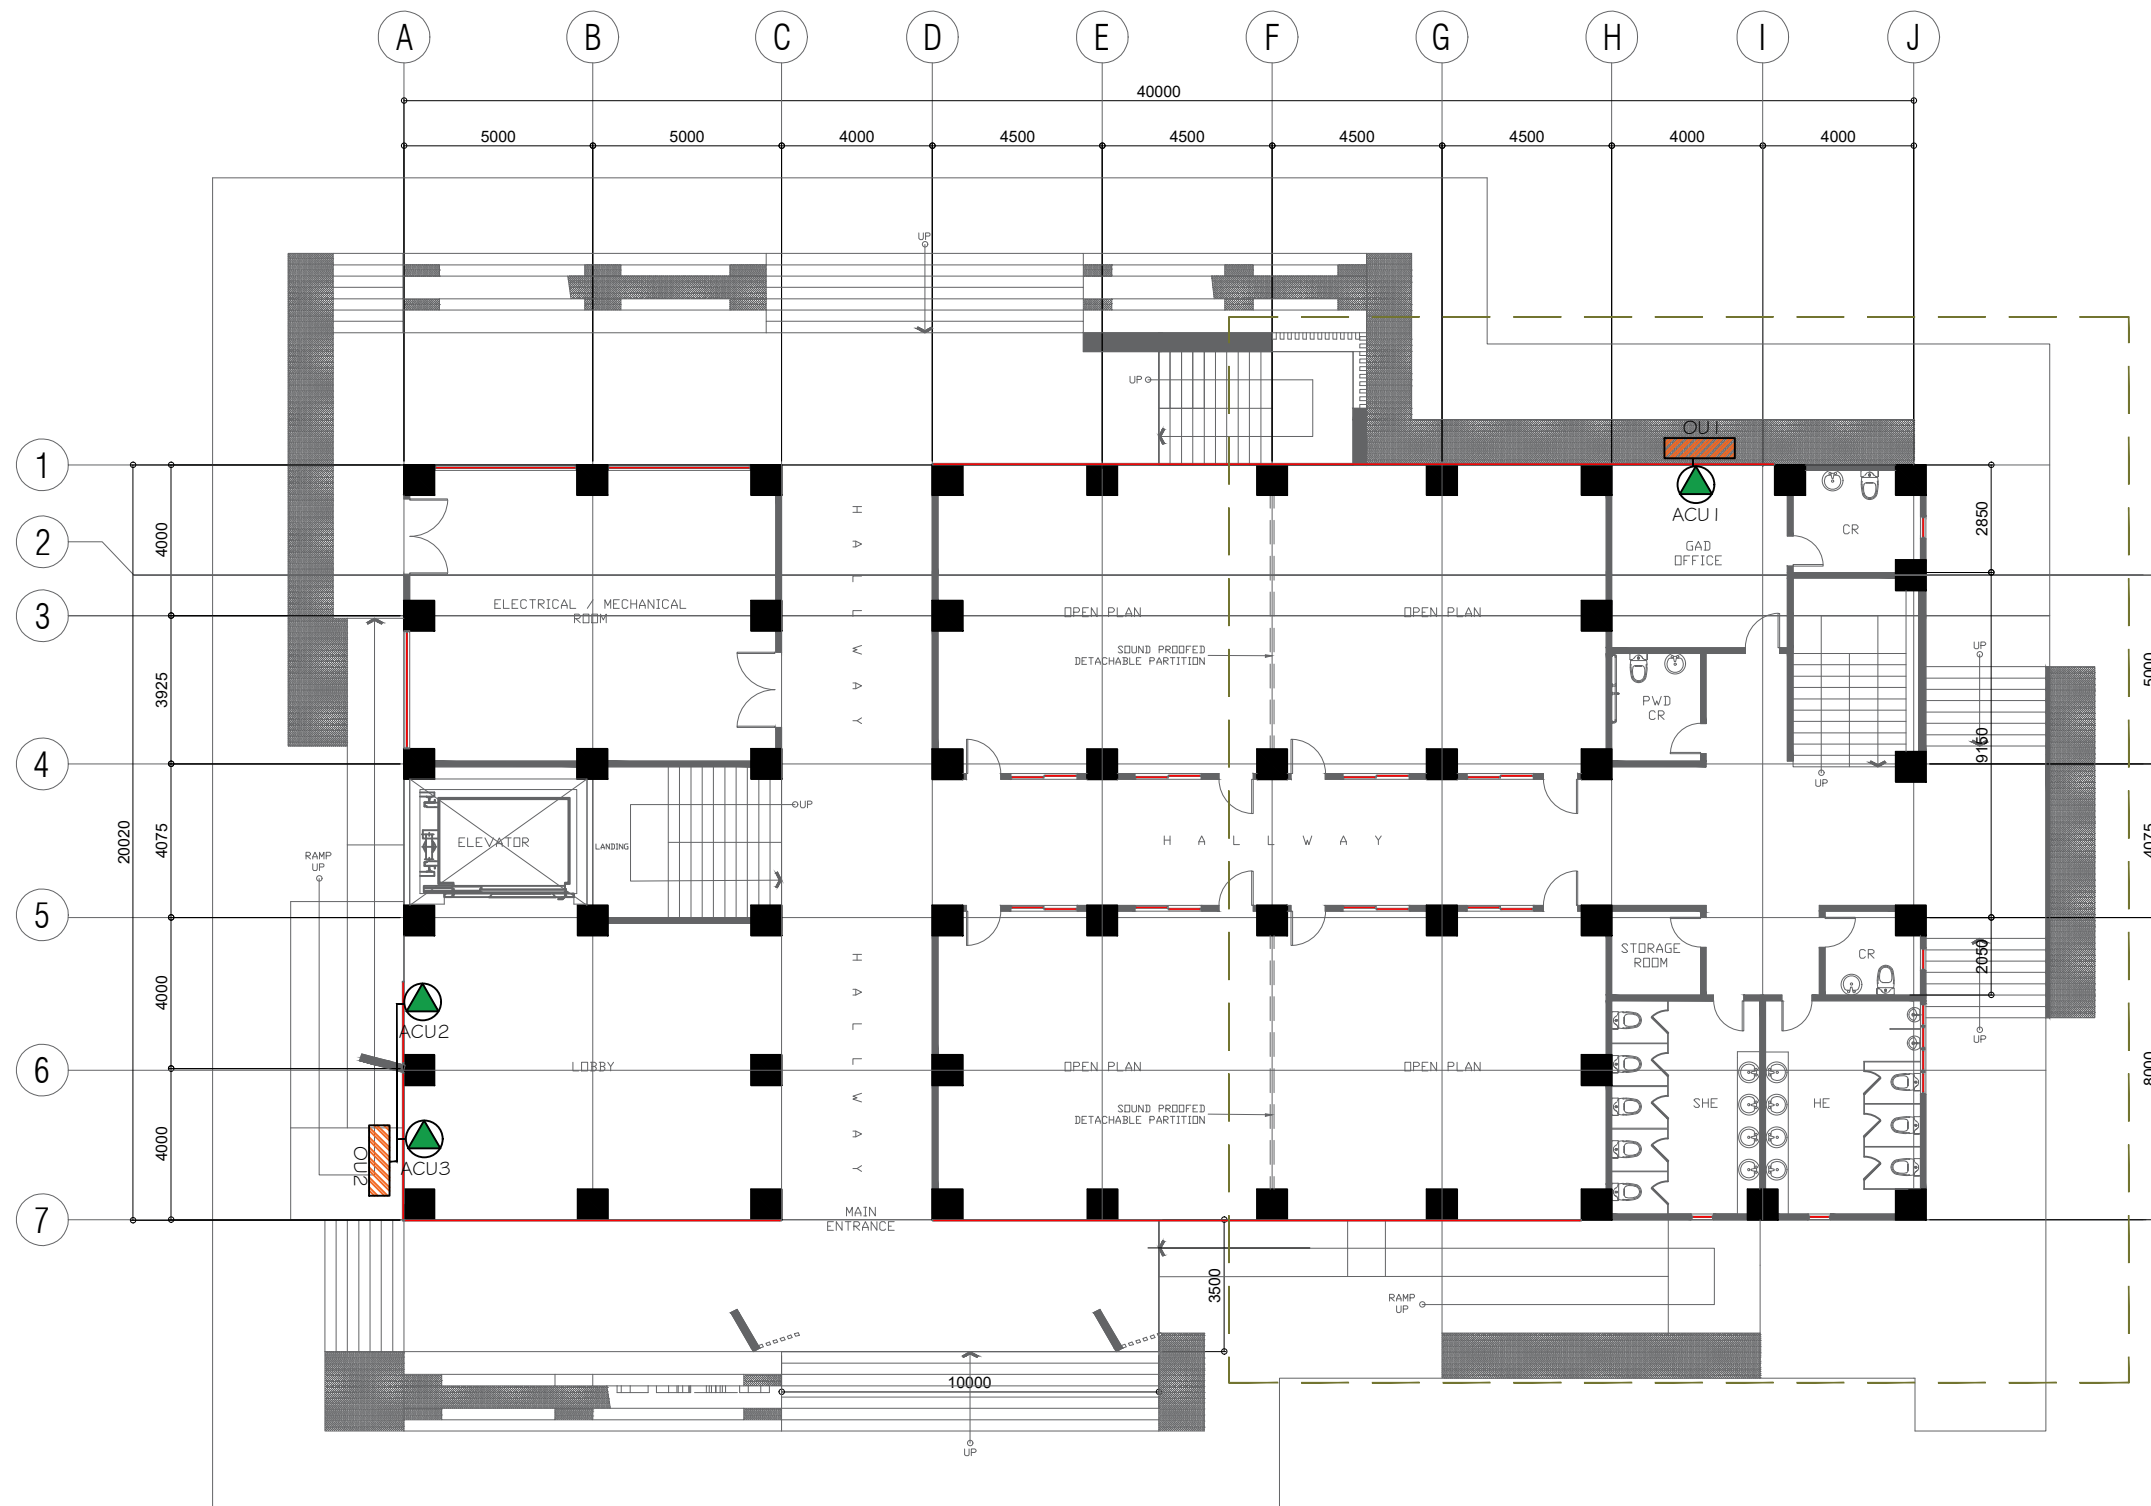 A B C D E F G H I J
40000
5000 5000 4000 4500 4500 4500 4500 4000 4000
UP
UP
1
OU1
ACU1
CR
H A L L W A Y
2
4000
2850
GAD
OFFICE
3
ELECTRICAL / MECHANICAL
ROOM
OPEN PLAN
OPEN PLAN
SOUND PROOFED
DETACHABLE PARTITION
UP
5000
3925
PWD
CR
9150
4
UP
UP
20020
4075
ELEVATOR
LANDING
H A L L W A Y
4075
RAMP
UP
5
STORAGE
ROOM
CR
2050
H A L L W A Y
4000
ACU2
UP
6
LOBBY
OPEN PLAN
OPEN PLAN
8000
SHE
HE
SOUND PROOFED
DETACHABLE PARTITION
4000
OU2
ACU3
7
MAIN
ENTRANCE
3500
RAMP
UP
10000
UP